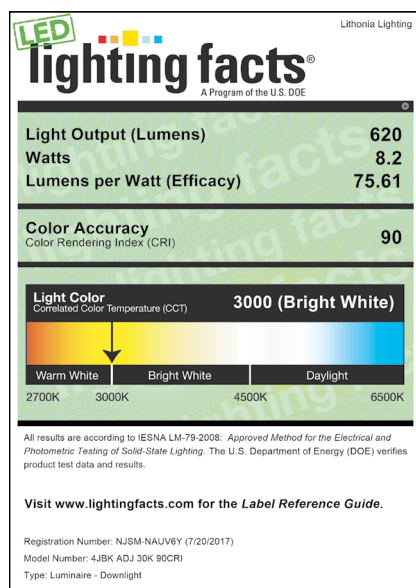 Lithonia Lighting
LED
lighting facts®
A Program of the U.S. DOE
Light Output (Lumens) 620
Watts 8.2
Lumens per Watt (Efficacy) 75.61
Color Accuracy
Color Rendering Index (CRI) 90
Light Color
Correlated Color Temperature (CCT) 3000 (Bright White)
Warm White Bright White Daylight
2700K 3000K 4500K 6500K
All results are according to IESNA LM-79-2008: Approved Method for the Electrical and
Photometric Testing of Solid-State Lighting. The U.S. Department of Energy (DOE) verifies
product test data and results.
Visit www.lightingfacts.com for the Label Reference Guide.
Registration Number: NJSM-NAUV6Y (7/20/2017)
Model Number: 4JBK ADJ 30K 90CRI
Type: Luminaire - Downlight